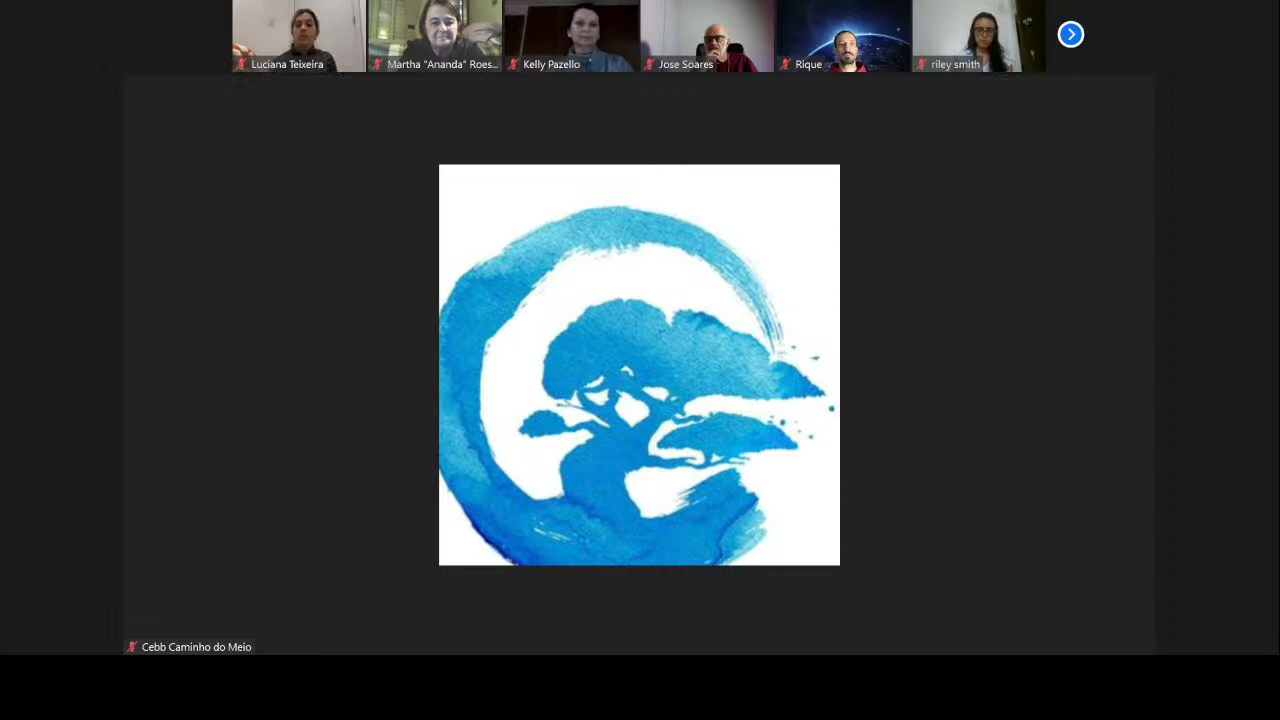 Luciana Teixeira
Martha "Ananda" Roes...
Kelly Pazello
Jose Soares
Rique
riley smith
Cebb Caminho do Meio